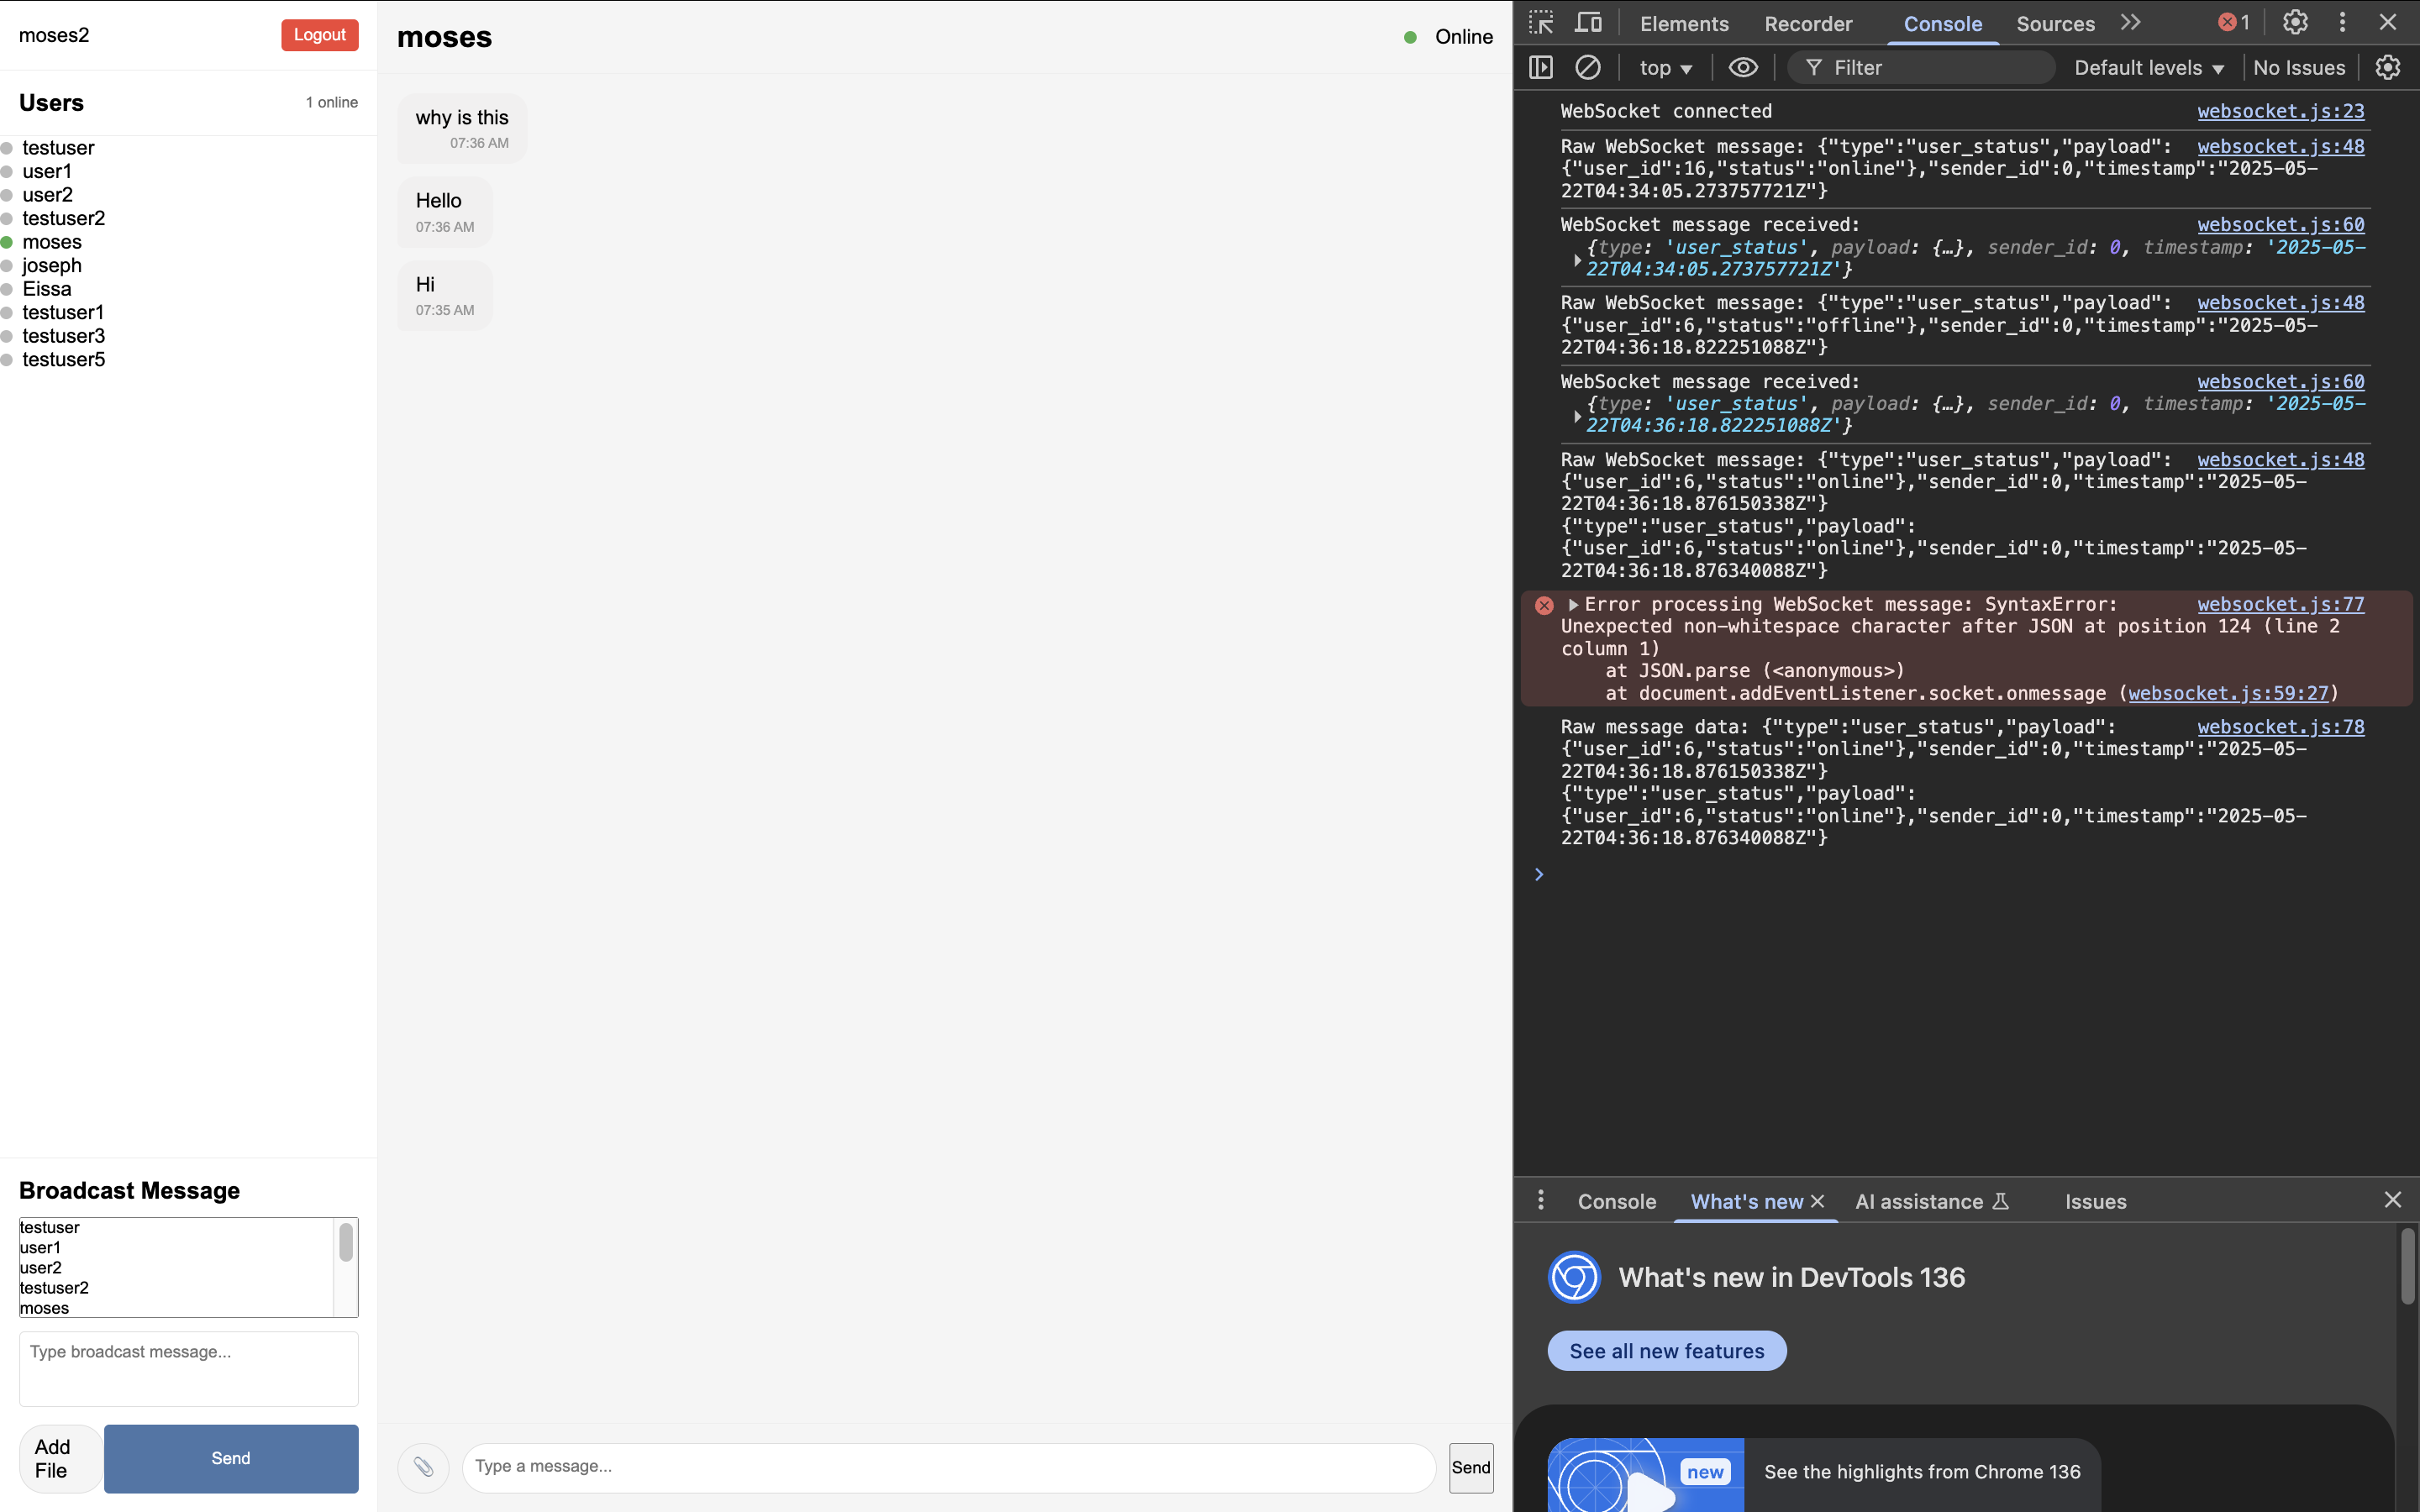 moses2
Logout
Users
1 online
testuser
user1
user2
testuser2
moses
joseph
Eissa
testuser1
testuser3
testuser5
Broadcast Message
testuser
user1
user2
testuser2
moses
Type broadcast message...
Add
File
Send
moses
Online
why is this
07:36 AM
Hello
07:36 AM
Hi
07:35 AM
Type a message...
Send
Elements Recorder Console Sources 1
top Filter Default levels No Issues
WebSocket connected websocket.js:23
Raw WebSocket message: {"type":"user_status","payload": websocket.js:48
{"user_id":16,"status":"online"},"sender_id":0,"timestamp":"2025-05-
22T04:34:05.273757721Z"}
WebSocket message received: websocket.js:60
{type: 'user_status', payload: {…}, sender_id: 0, timestamp: '2025-05-
22T04:34:05.273757721Z'}
Raw WebSocket message: {"type":"user_status","payload": websocket.js:48
{"user_id":6,"status":"offline"},"sender_id":0,"timestamp":"2025-05-
22T04:36:18.822251088Z"}
WebSocket message received: websocket.js:60
{type: 'user_status', payload: {…}, sender_id: 0, timestamp: '2025-05-
22T04:36:18.822251088Z'}
Raw WebSocket message: {"type":"user_status","payload": websocket.js:48
{"user_id":6,"status":"online"},"sender_id":0,"timestamp":"2025-05-
22T04:36:18.876150338Z"}
{"type":"user_status","payload":
{"user_id":6,"status":"online"},"sender_id":0,"timestamp":"2025-05-
22T04:36:18.876340088Z"}
Error processing WebSocket message: SyntaxError: websocket.js:77
Unexpected non-whitespace character after JSON at position 124 (line 2
column 1)
at JSON.parse (<anonymous>)
at document.addEventListener.socket.onmessage (websocket.js:59:27)
Raw message data: {"type":"user_status","payload": websocket.js:78
{"user_id":6,"status":"online"},"sender_id":0,"timestamp":"2025-05-
22T04:36:18.876150338Z"}
{"type":"user_status","payload":
{"user_id":6,"status":"online"},"sender_id":0,"timestamp":"2025-05-
22T04:36:18.876340088Z"}
Console What's new AI assistance Issues
What's new in DevTools 136
See all new features
new
See the highlights from Chrome 136